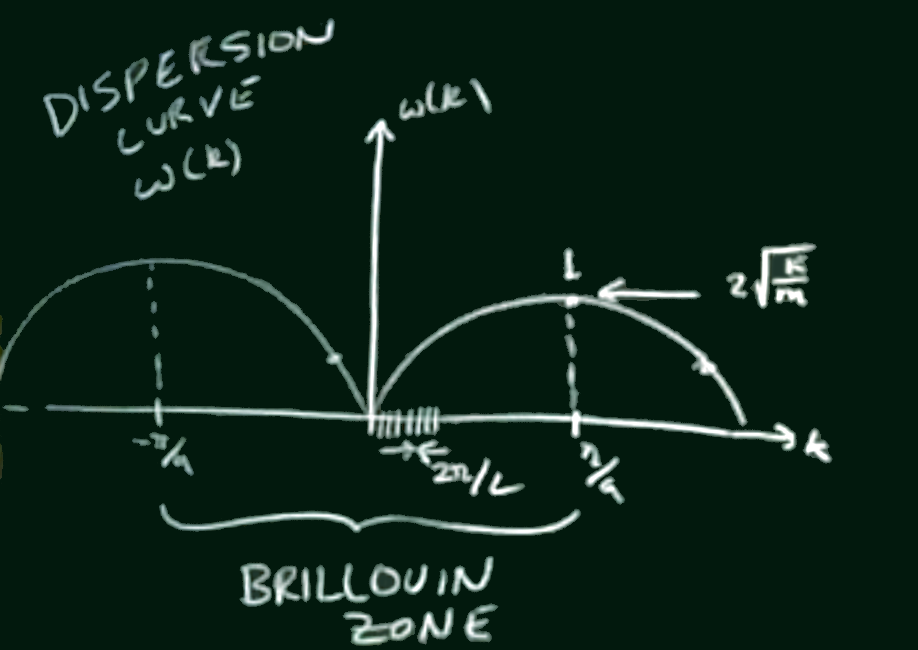 DISPERSION
CURVE
ω(k)
ω(k)
2√K/m
k
-π/a
2π/L
π/a
BRILLOUIN
ZONE